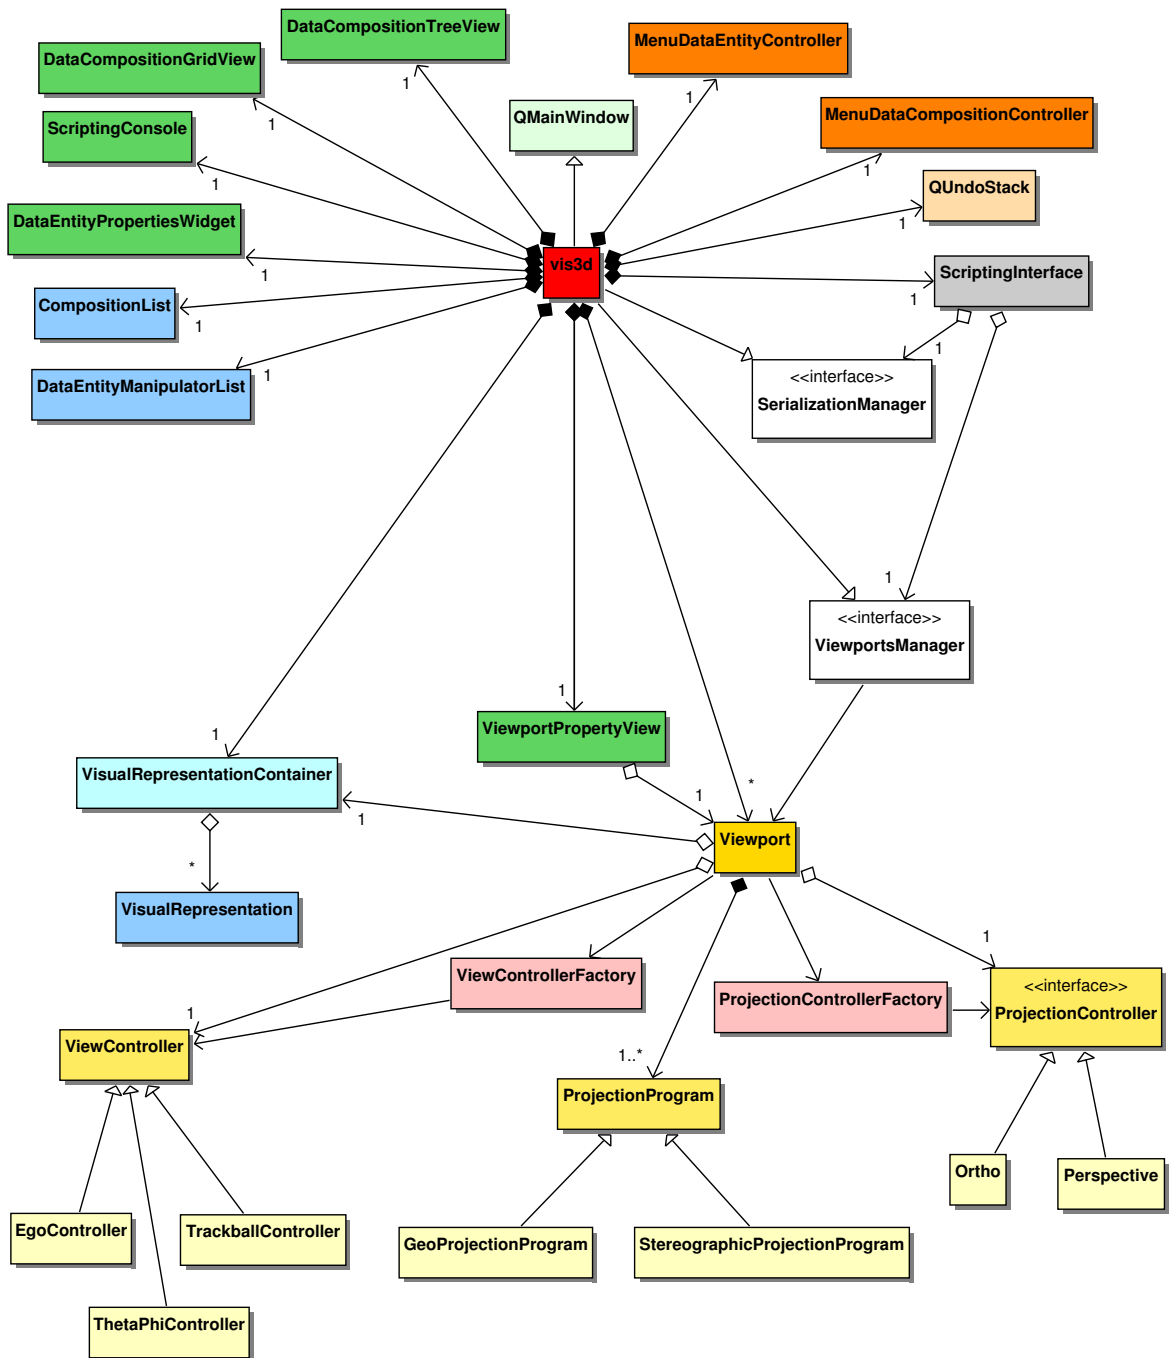 DataCompositionTreeView
MenuDataEntityController
DataCompositionGridView
1
1
QMainWindow
MenuDataCompositionController
ScriptingConsole
1
1
1
QUndoStack
DataEntityPropertiesWidget
1
1
vis3d
ScriptingInterface
CompositionList
1
1
1
DataEntityManipulatorList
1
<<interface>>
SerializationManager
1
<<interface>>
ViewportsManager
1
1
ViewportPropertyView
VisualRepresentationContainer
1
*
1
Viewport
*
VisualRepresentation
1
ViewControllerFactory
ProjectionControllerFactory
<<interface>>
ProjectionController
1
ViewController
1..*
ProjectionProgram
Ortho
Perspective
EgoController
TrackballController
GeoProjectionProgram
StereographicProjectionProgram
ThetaPhiController